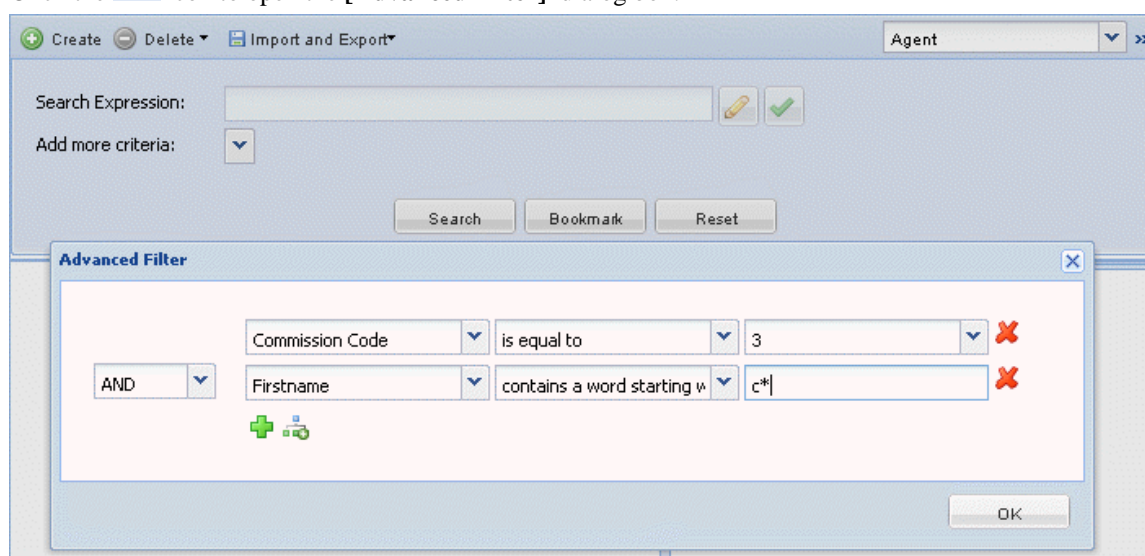 Create Delete Import and Export Agent
Search Expression:
Add more criteria:
Search Bookmark Reset
Advanced Filter
Commission Code is equal to 3
AND Firstname contains a word starting w c*
OK